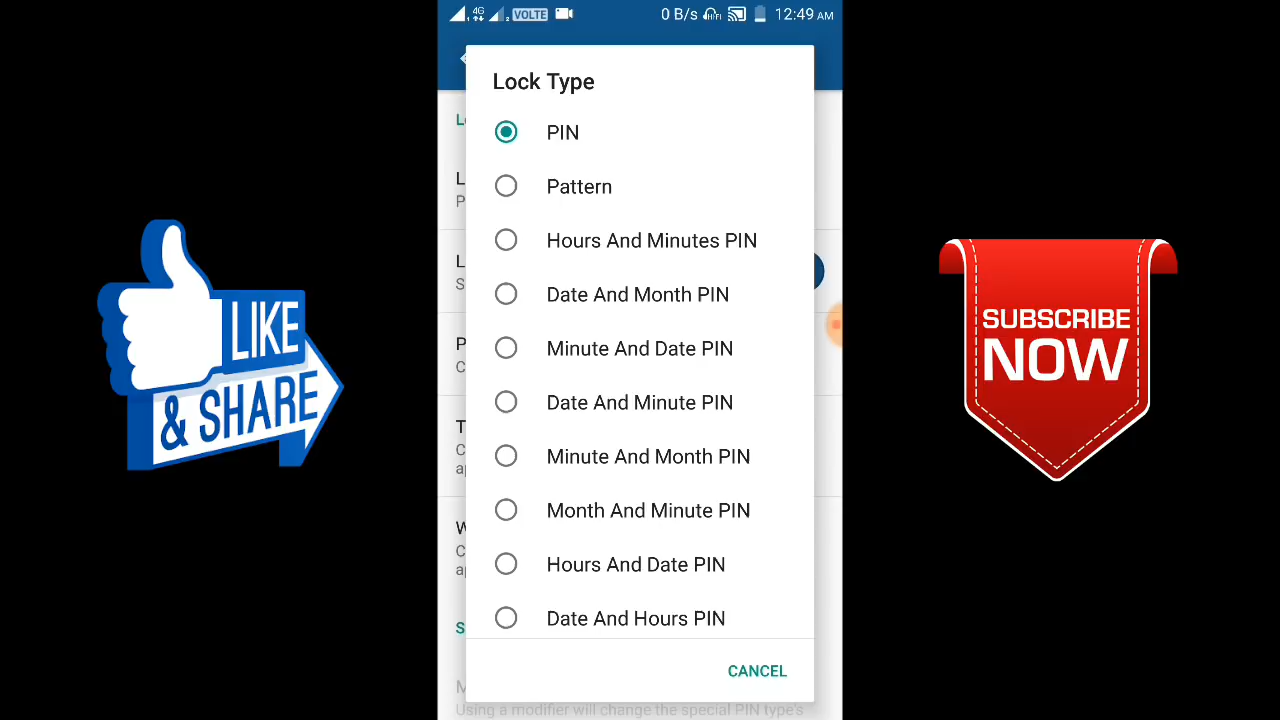 4G VOLTE 0 B/s HiFi 12:49 AM
Lock Type
PIN
Pattern
Hours And Minutes PIN
Date And Month PIN
Minute And Date PIN
Date And Minute PIN
Minute And Month PIN
Month And Minute PIN
Hours And Date PIN
Date And Hours PIN
CANCEL
Using a modifier will change the special PIN type's
LIKE
& SHARE
SUBSCRIBE
NOW